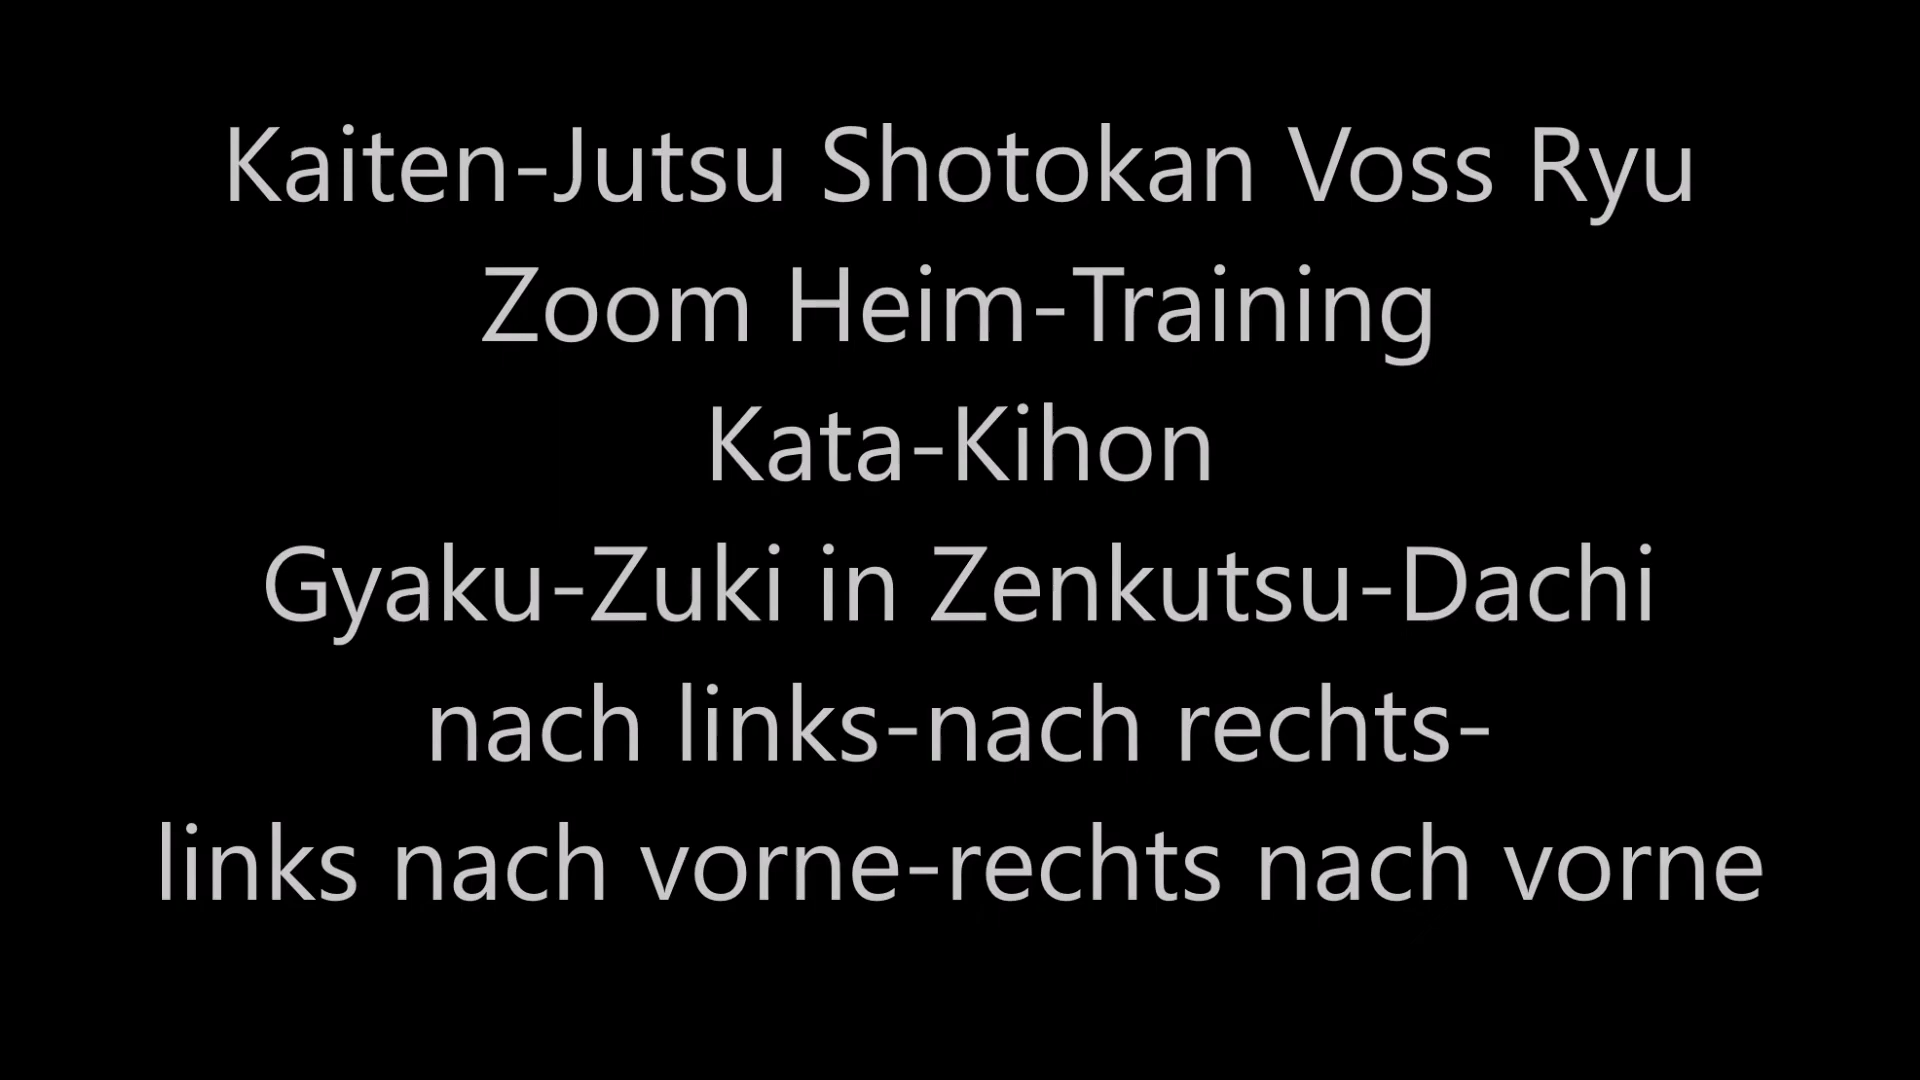 Kaiten-Jutsu Shotokan Voss Ryu
Zoom Heim-Training
Kata-Kihon
Gyaku-Zuki in Zenkutsu-Dachi
nach links-nach rechts-
links nach vorne-rechts nach vorne